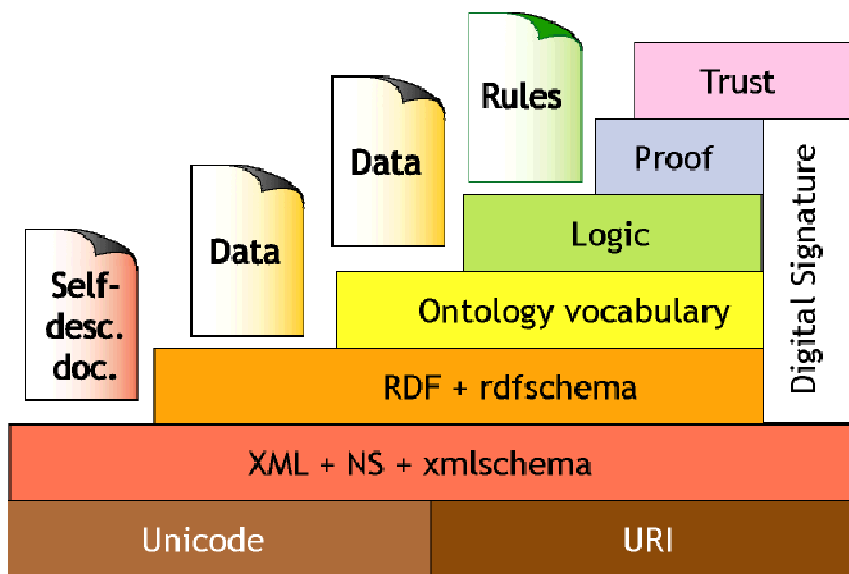 Rules
Trust
Data
Proof
Data
Logic
Self-
desc.
doc.
Ontology vocabulary
Digital Signature
RDF + rdfschema
XML + NS + xmlschema
Unicode
URI